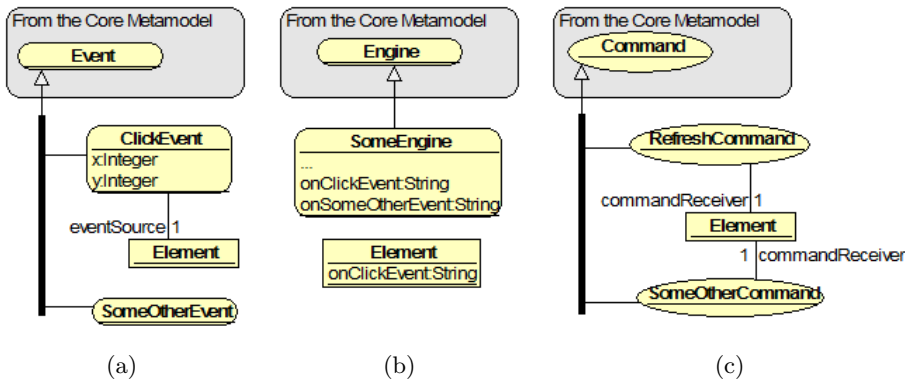 From the Core Metamodel
Event
ClickEvent
x:Integer
y:Integer
eventSource 1
Element
SomeOtherEvent
(a)
From the Core Metamodel
Engine
SomeEngine
...
onClickEvent:String
onSomeOtherEvent:String
Element
onClickEvent:String
(b)
From the Core Metamodel
Command
RefreshCommand
commandReceiver 1
Element
1 commandReceiver
SomeOtherCommand
(c)